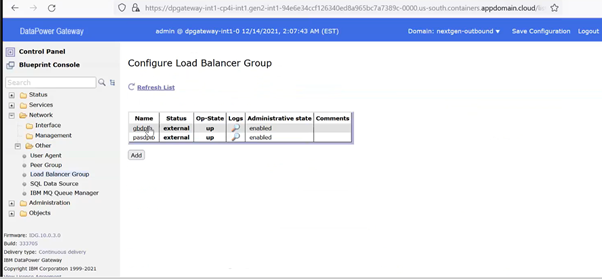 https://dpgateway-int1-cp4i-int1.gen2-int1-94e6e34ccf126340ed8a965bc7a7389c-0000.us-south.containers.appdomain.cloud/
DataPower Gateway
admin @ dpgateway-int1-0 12/14/2021, 2:07:43 AM (EST)
Domain: nextgen-outbound
Save Configuration
Logout
Control Panel
Blueprint Console
Search
Status
Services
Network
Interface
Management
Other
User Agent
Peer Group
Load Balancer Group
SQL Data Source
IBM MQ Queue Manager
Administration
Objects
Firmware: IDG.10.0.3.0
Build: 333705
Delivery type: Continuous delivery
IBM DataPower Gateway
Copyright IBM Corporation 1999-2021
View License Agreement
Configure Load Balancer Group
Refresh List
Name Status Op-State Logs Administrative state Comments
external up enabled
external up enabled
Add